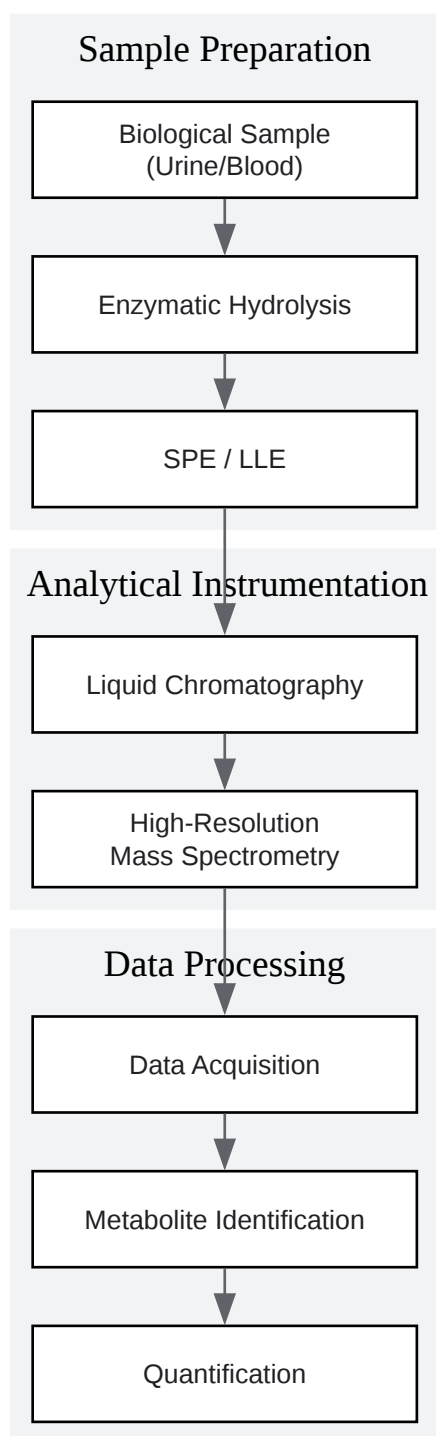 Sample Preparation
Biological Sample
(Urine/Blood)
Enzymatic Hydrolysis
SPE / LLE
Analytical Instrumentation
Liquid Chromatography
High-Resolution
Mass Spectrometry
Data Processing
Data Acquisition
Metabolite Identification
Quantification